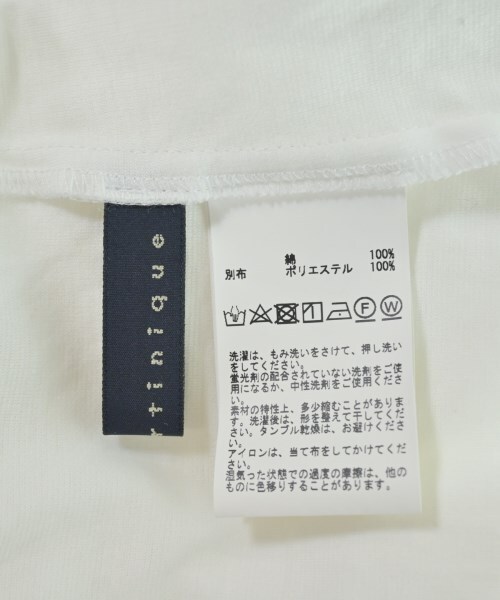 rtinique
綿 100%
別布 ポリエステル 100%
F W
洗濯は、もみ洗いをさけて、押し洗い
をしてください。
蛍光剤の配合されていない洗剤をご使
用になるか、中性洗剤をご使用くださ
い。
素材の特性上、多少縮むことがありま
す。洗濯後は、形を整えて干してくだ
さい。タンブル乾燥は、お避けくださ
い。
アイロンは、当て布をしてかけてくだ
さい。
湿気った状態での過度の摩擦は、他の
ものに色移りすることがあります。